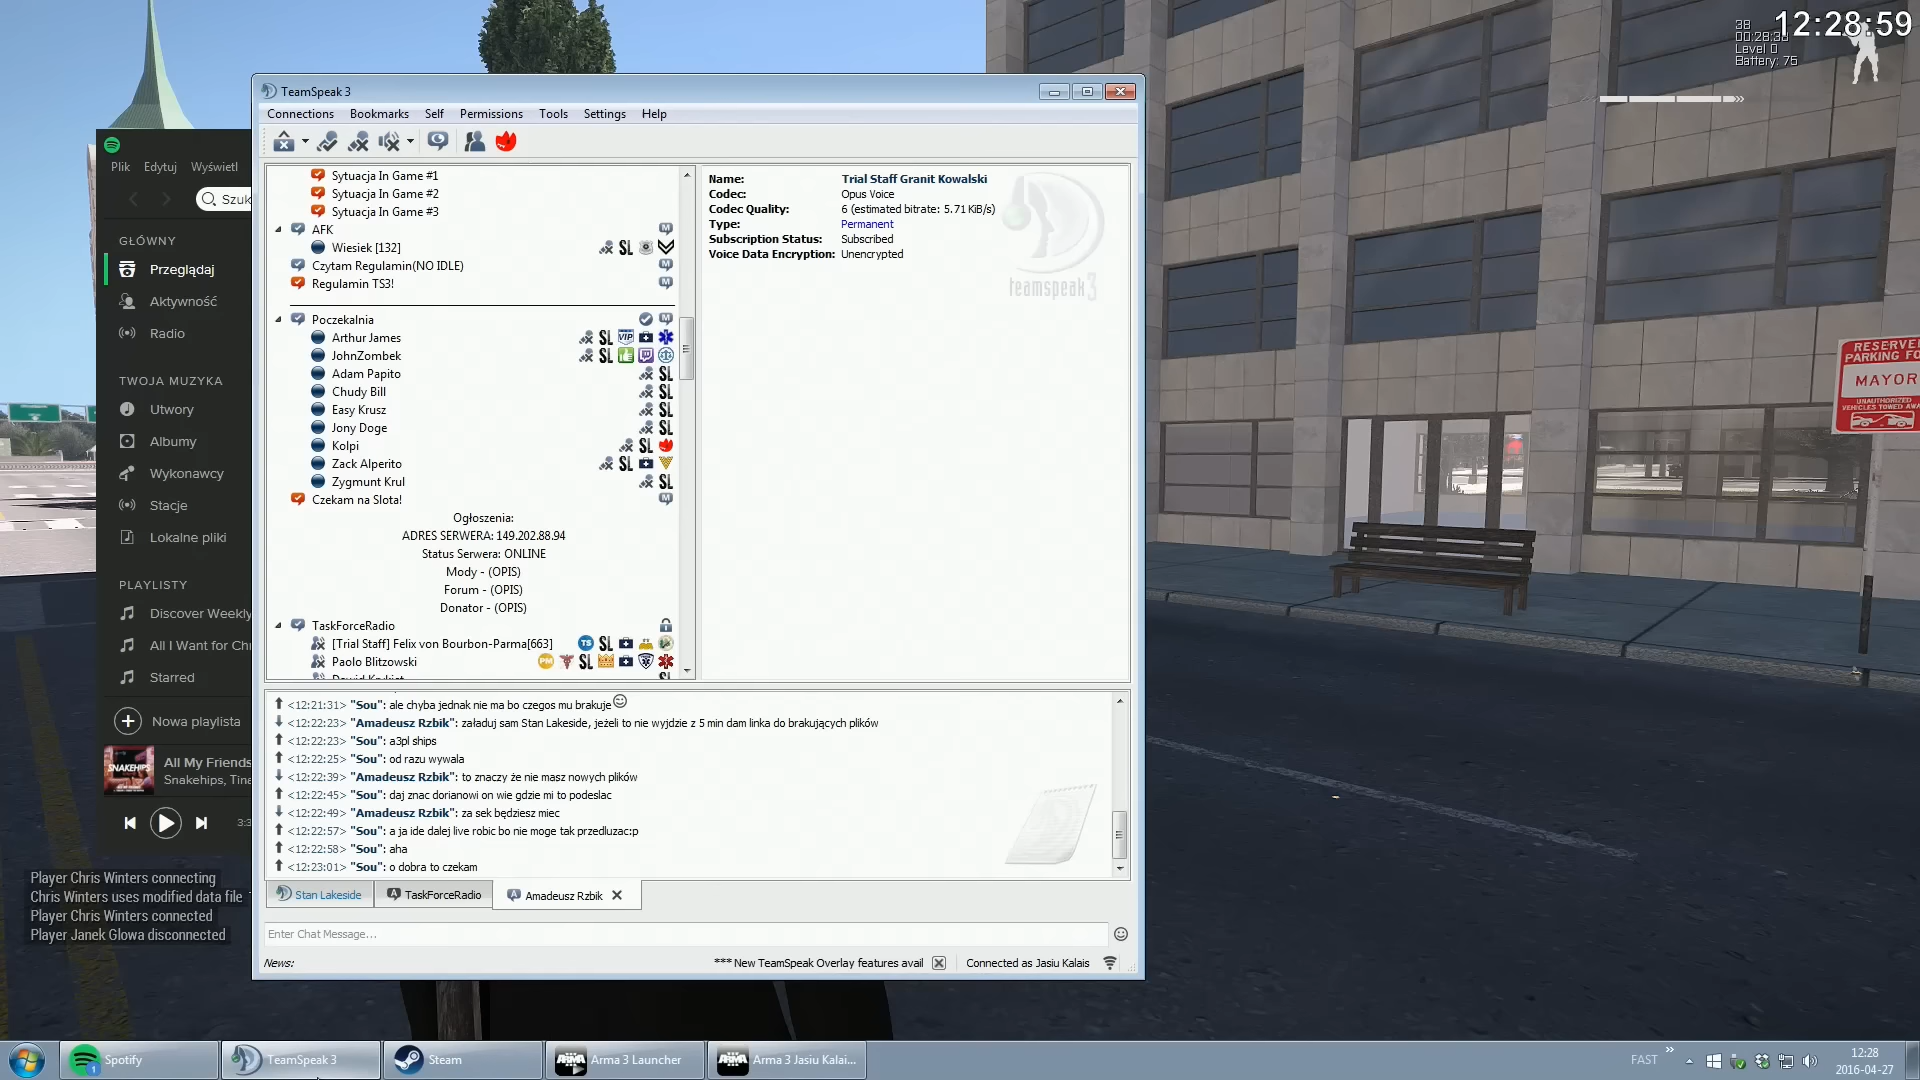 12:28:59
38
Level 0
Battery: 75
TeamSpeak 3
Connections Bookmarks Self Permissions Tools Settings Help
Plik Edytuj Wyświetl
Szuk
GŁÓWNY
Przeglądaj
Aktywność
Radio
TWOJA MUZYKA
Utwory
Albumy
Wykonawcy
Stacje
Lokalne pliki
PLAYLISTY
Discover Weekly
All I Want for Chr
Starred
Nowa playlista
SNAKEHIPS
All My Friends
Snakehips, Tina
Sytuacja In Game #1
Sytuacja In Game #2
Sytuacja In Game #3
AFK
Wiesiek [132]
Czytam Regulamin(NO IDLE)
Regulamin TS3!
Poczekalnia
Arthur James
JohnZombek
Adam Papito
Chudy Bill
Easy Krusz
Jony Doge
Kolpi
Zack Alperito
Zygmunt Krul
Czekam na Slota!
Ogłoszenia:
ADRES SERWERA: 149.202.88.94
Status Serwera: ONLINE
Mody - (OPIS)
Forum - (OPIS)
Donator - (OPIS)
TaskForceRadio
[Trial Staff] Felix von Bourbon-Parma[663]
Paolo Blitzowski
Name: Trial Staff Granit Kowalski
Codec: Opus Voice
Codec Quality: 6 (estimated bitrate: 5.71 KiB/s)
Type: Permanent
Subscription Status: Subscribed
Voice Data Encryption: Unencrypted
teamspeak3
<12:21:31> "Sou": ale chyba jednak nie ma bo czegos mu brakuje
<12:22:23> "Amadeusz Rzbik": załaduj sam Stan Lakeside, jeżeli to nie wyjdzie z 5 min dam linka do brakujących plików
<12:22:23> "Sou": a3pl ships
<12:22:25> "Sou": od razu wywala
<12:22:39> "Amadeusz Rzbik": to znaczy że nie masz nowych plików
<12:22:45> "Sou": daj znac dorianowi on wie gdzie mi to podeslac
<12:22:49> "Amadeusz Rzbik": za sek będziesz miec
<12:22:57> "Sou": a ja ide dalej live robic bo nie moge tak przedluzac:p
<12:22:58> "Sou": aha
<12:23:01> "Sou": o dobra to czekam
Stan Lakeside TaskForceRadio Amadeusz Rzbik
Enter Chat Message...
News: *** New TeamSpeak Overlay features avail Connected as Jasiu Kalais
Player Chris Winters connecting
Chris Winters uses modified data file
Player Chris Winters connected
Player Janek Glowa disconnected
RESERVED
PARKING FO
MAYOR
UNAUTHORIZED
VEHICLES TOWED AWA
Spotify TeamSpeak 3 Steam Arma 3 Launcher Arma 3 Jasiu Kalai...
FAST
12:28
2016-04-27